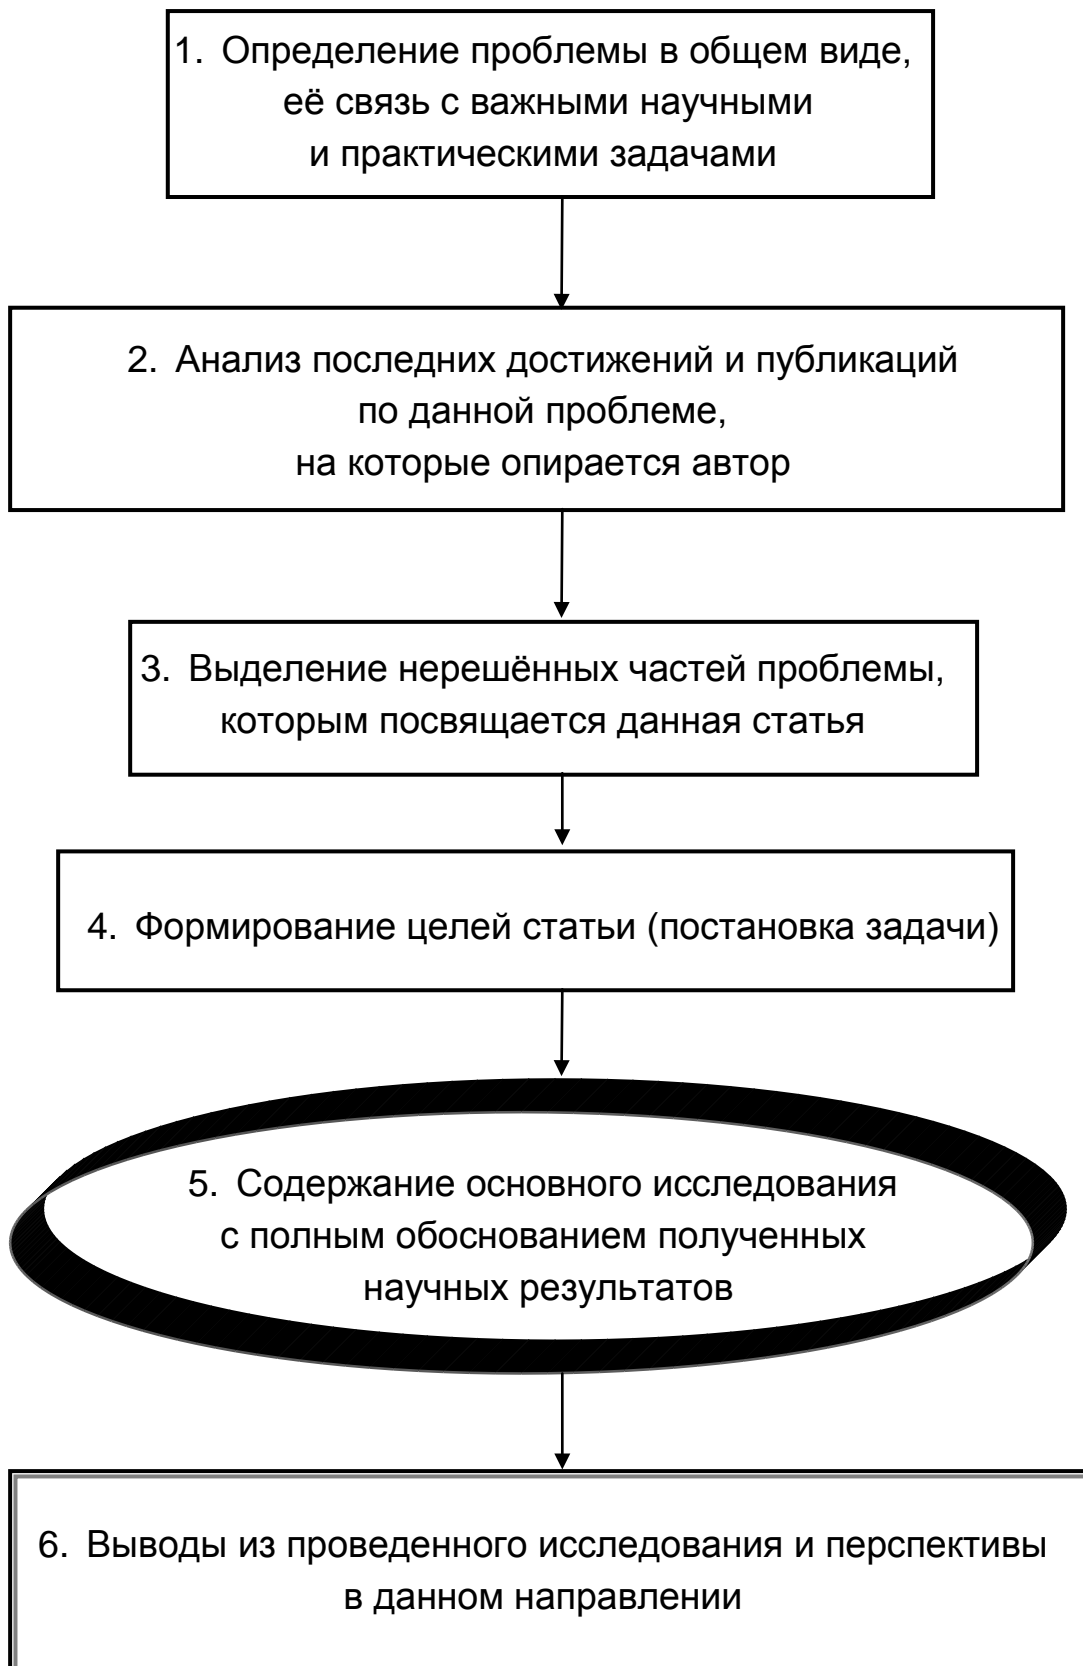 1. Определение проблемы в общем виде,
её связь с важными научными
и практическими задачами
2. Анализ последних достижений и публикаций
по данной проблеме,
на которые опирается автор
3. Выделение нерешённых частей проблемы,
которым посвящается данная статья
4. Формирование целей статьи (постановка задачи)
5. Содержание основного исследования
с полным обоснованием полученных
научных результатов
6. Выводы из проведенного исследования и перспективы
в данном направлении